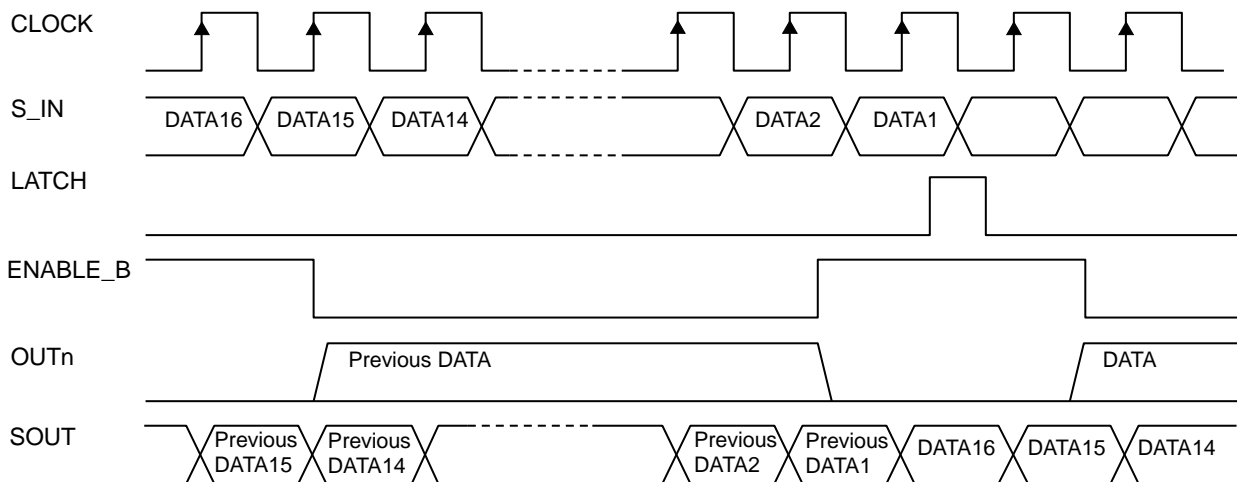 CLOCK
S_IN
DATA16
DATA15
DATA14
DATA2
DATA1
LATCH
ENABLE_B
OUTn
Previous DATA
DATA
SOUT
Previous
DATA15
Previous
DATA14
Previous
DATA2
Previous
DATA1
DATA16
DATA15
DATA14